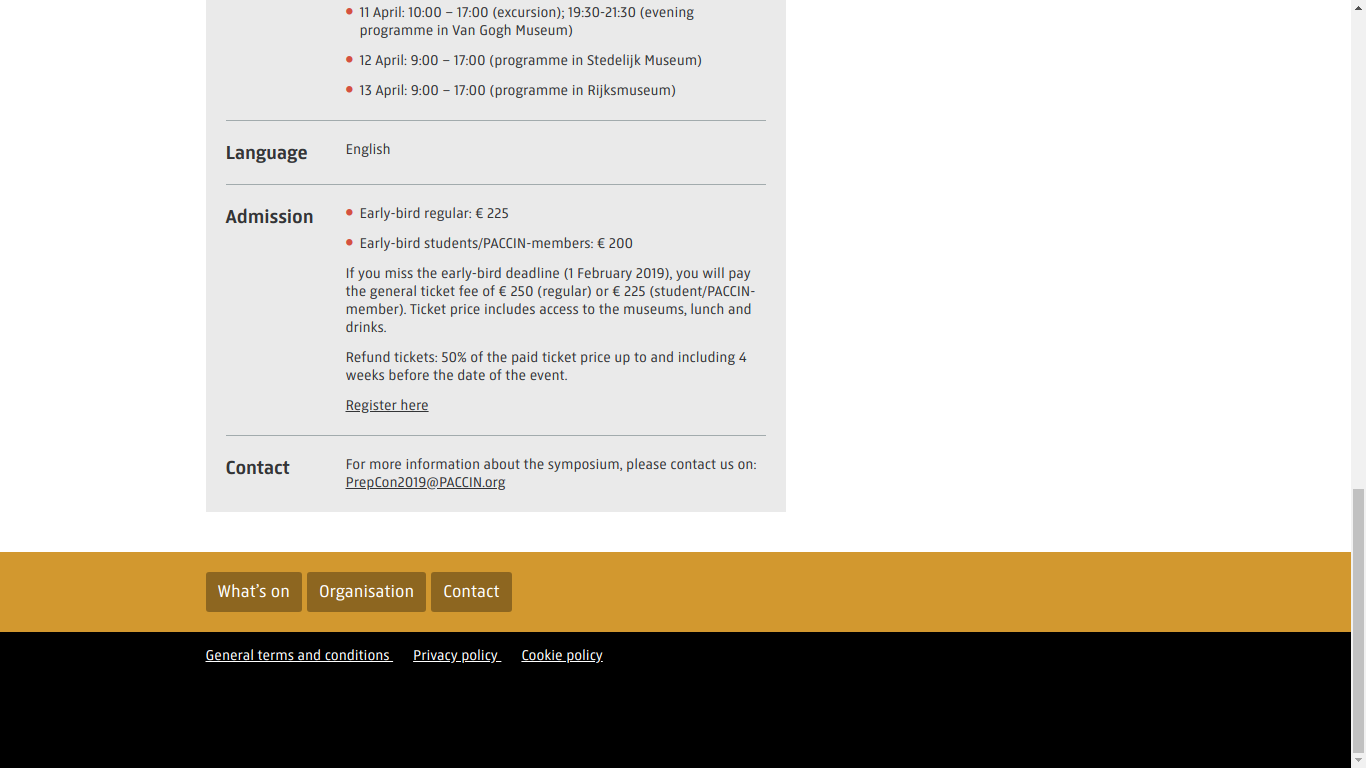 11 April: 10:00 – 17:00 (excursion); 19:30-21:30 (evening
programme in Van Gogh Museum)
12 April: 9:00 – 17:00 (programme in Stedelijk Museum)
13 April: 9:00 – 17:00 (programme in Rijksmuseum)
Language
English
Admission
Early-bird regular: € 225
Early-bird students/PACCIN-members: € 200
If you miss the early-bird deadline (1 February 2019), you will pay
the general ticket fee of € 250 (regular) or € 225 (student/PACCIN-
member). Ticket price includes access to the museums, lunch and
drinks.
Refund tickets: 50% of the paid ticket price up to and including 4
weeks before the date of the event.
Register here
Contact
For more information about the symposium, please contact us on:
PrepCon2019@PACCIN.org
What's on
Organisation
Contact
General terms and conditions
Privacy policy
Cookie policy